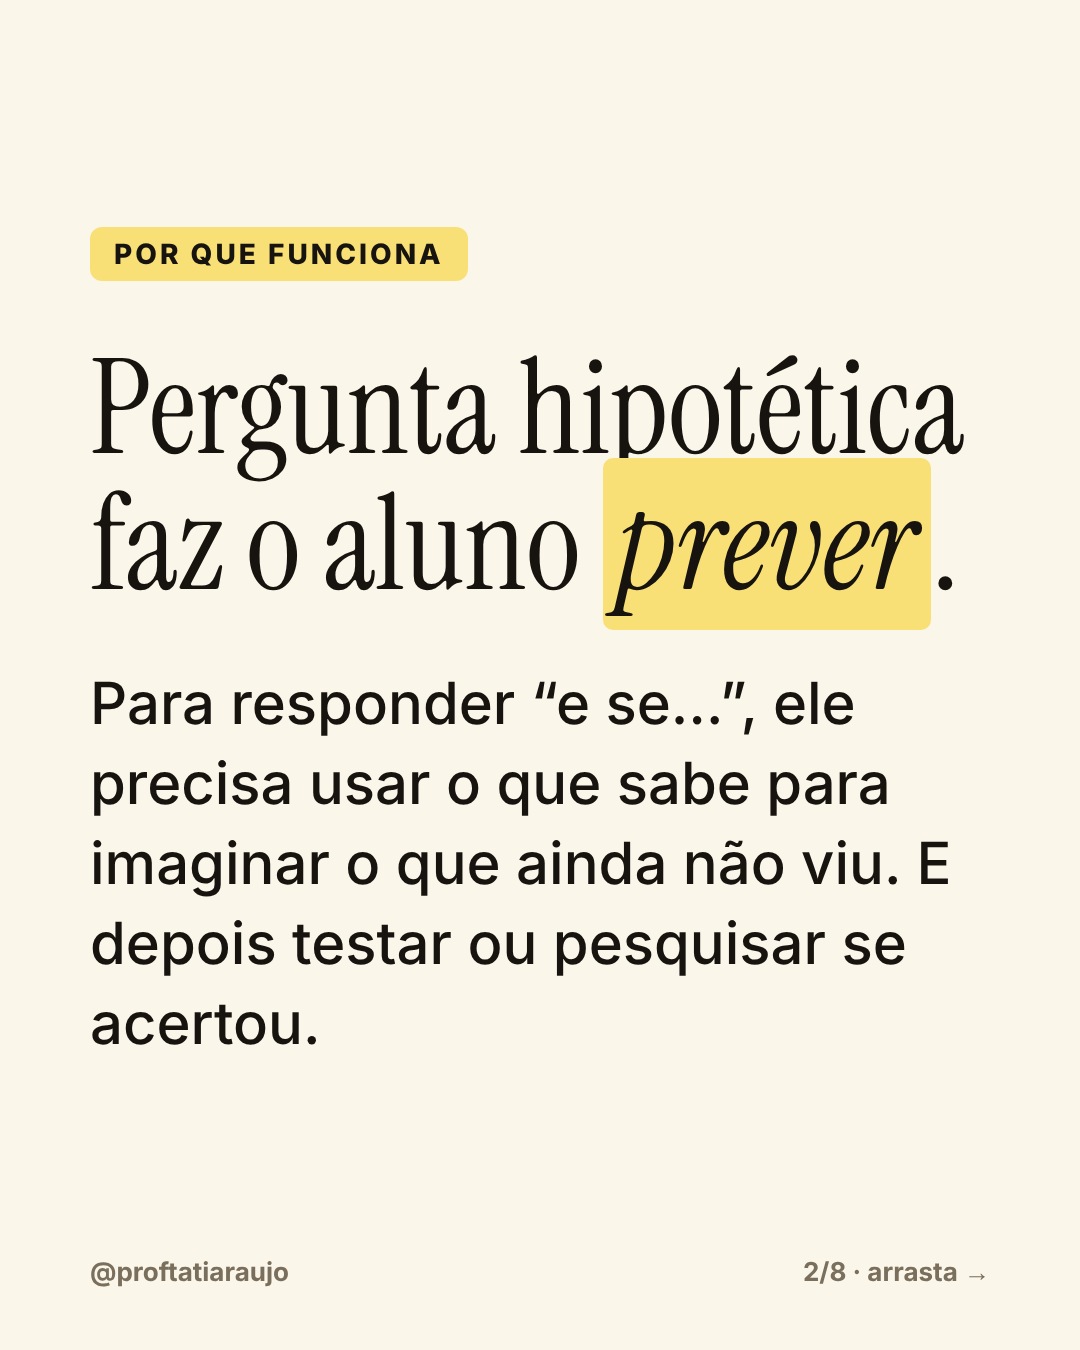 POR QUE FUNCIONA
Pergunta hipotética
faz o aluno prever.
Para responder “e se...”, ele
precisa usar o que sabe para
imaginar o que ainda não viu. E
depois testar ou pesquisar se
acertou.
@proftatiaraujo
2/8 · arrasta →